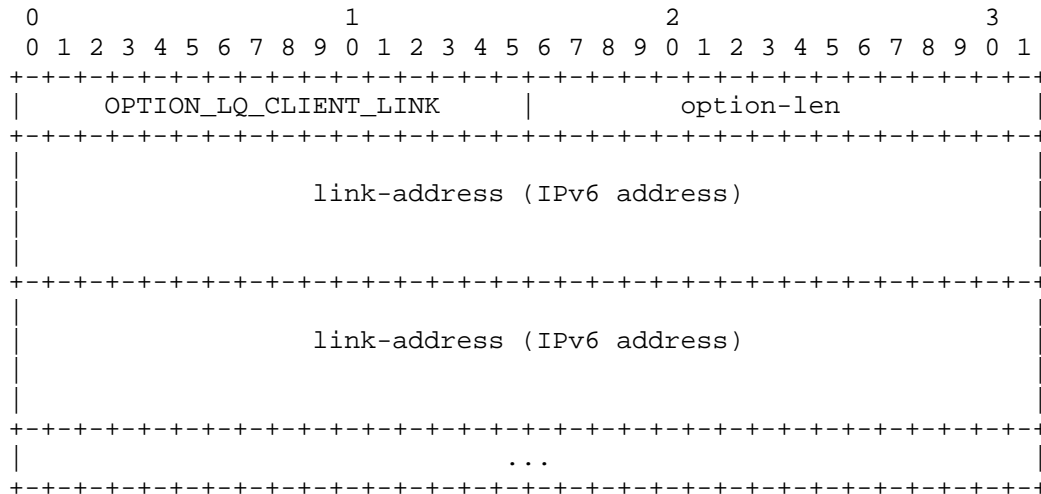 0                   1                   2                   3
0 1 2 3 4 5 6 7 8 9 0 1 2 3 4 5 6 7 8 9 0 1 2 3 4 5 6 7 8 9 0 1
+-+-+-+-+-+-+-+-+-+-+-+-+-+-+-+-+-+-+-+-+-+-+-+-+-+-+-+-+-+-+-+-+
|     OPTION_LQ_CLIENT_LINK     |         option-len            |
+-+-+-+-+-+-+-+-+-+-+-+-+-+-+-+-+-+-+-+-+-+-+-+-+-+-+-+-+-+-+-+-+
|                                                               |
|                  link-address (IPv6 address)                  |
|                                                               |
|                                                               |
+-+-+-+-+-+-+-+-+-+-+-+-+-+-+-+-+-+-+-+-+-+-+-+-+-+-+-+-+-+-+-+-+
|                                                               |
|                  link-address (IPv6 address)                  |
|                                                               |
|                                                               |
+-+-+-+-+-+-+-+-+-+-+-+-+-+-+-+-+-+-+-+-+-+-+-+-+-+-+-+-+-+-+-+-+
|                              ...                              |
+-+-+-+-+-+-+-+-+-+-+-+-+-+-+-+-+-+-+-+-+-+-+-+-+-+-+-+-+-+-+-+-+